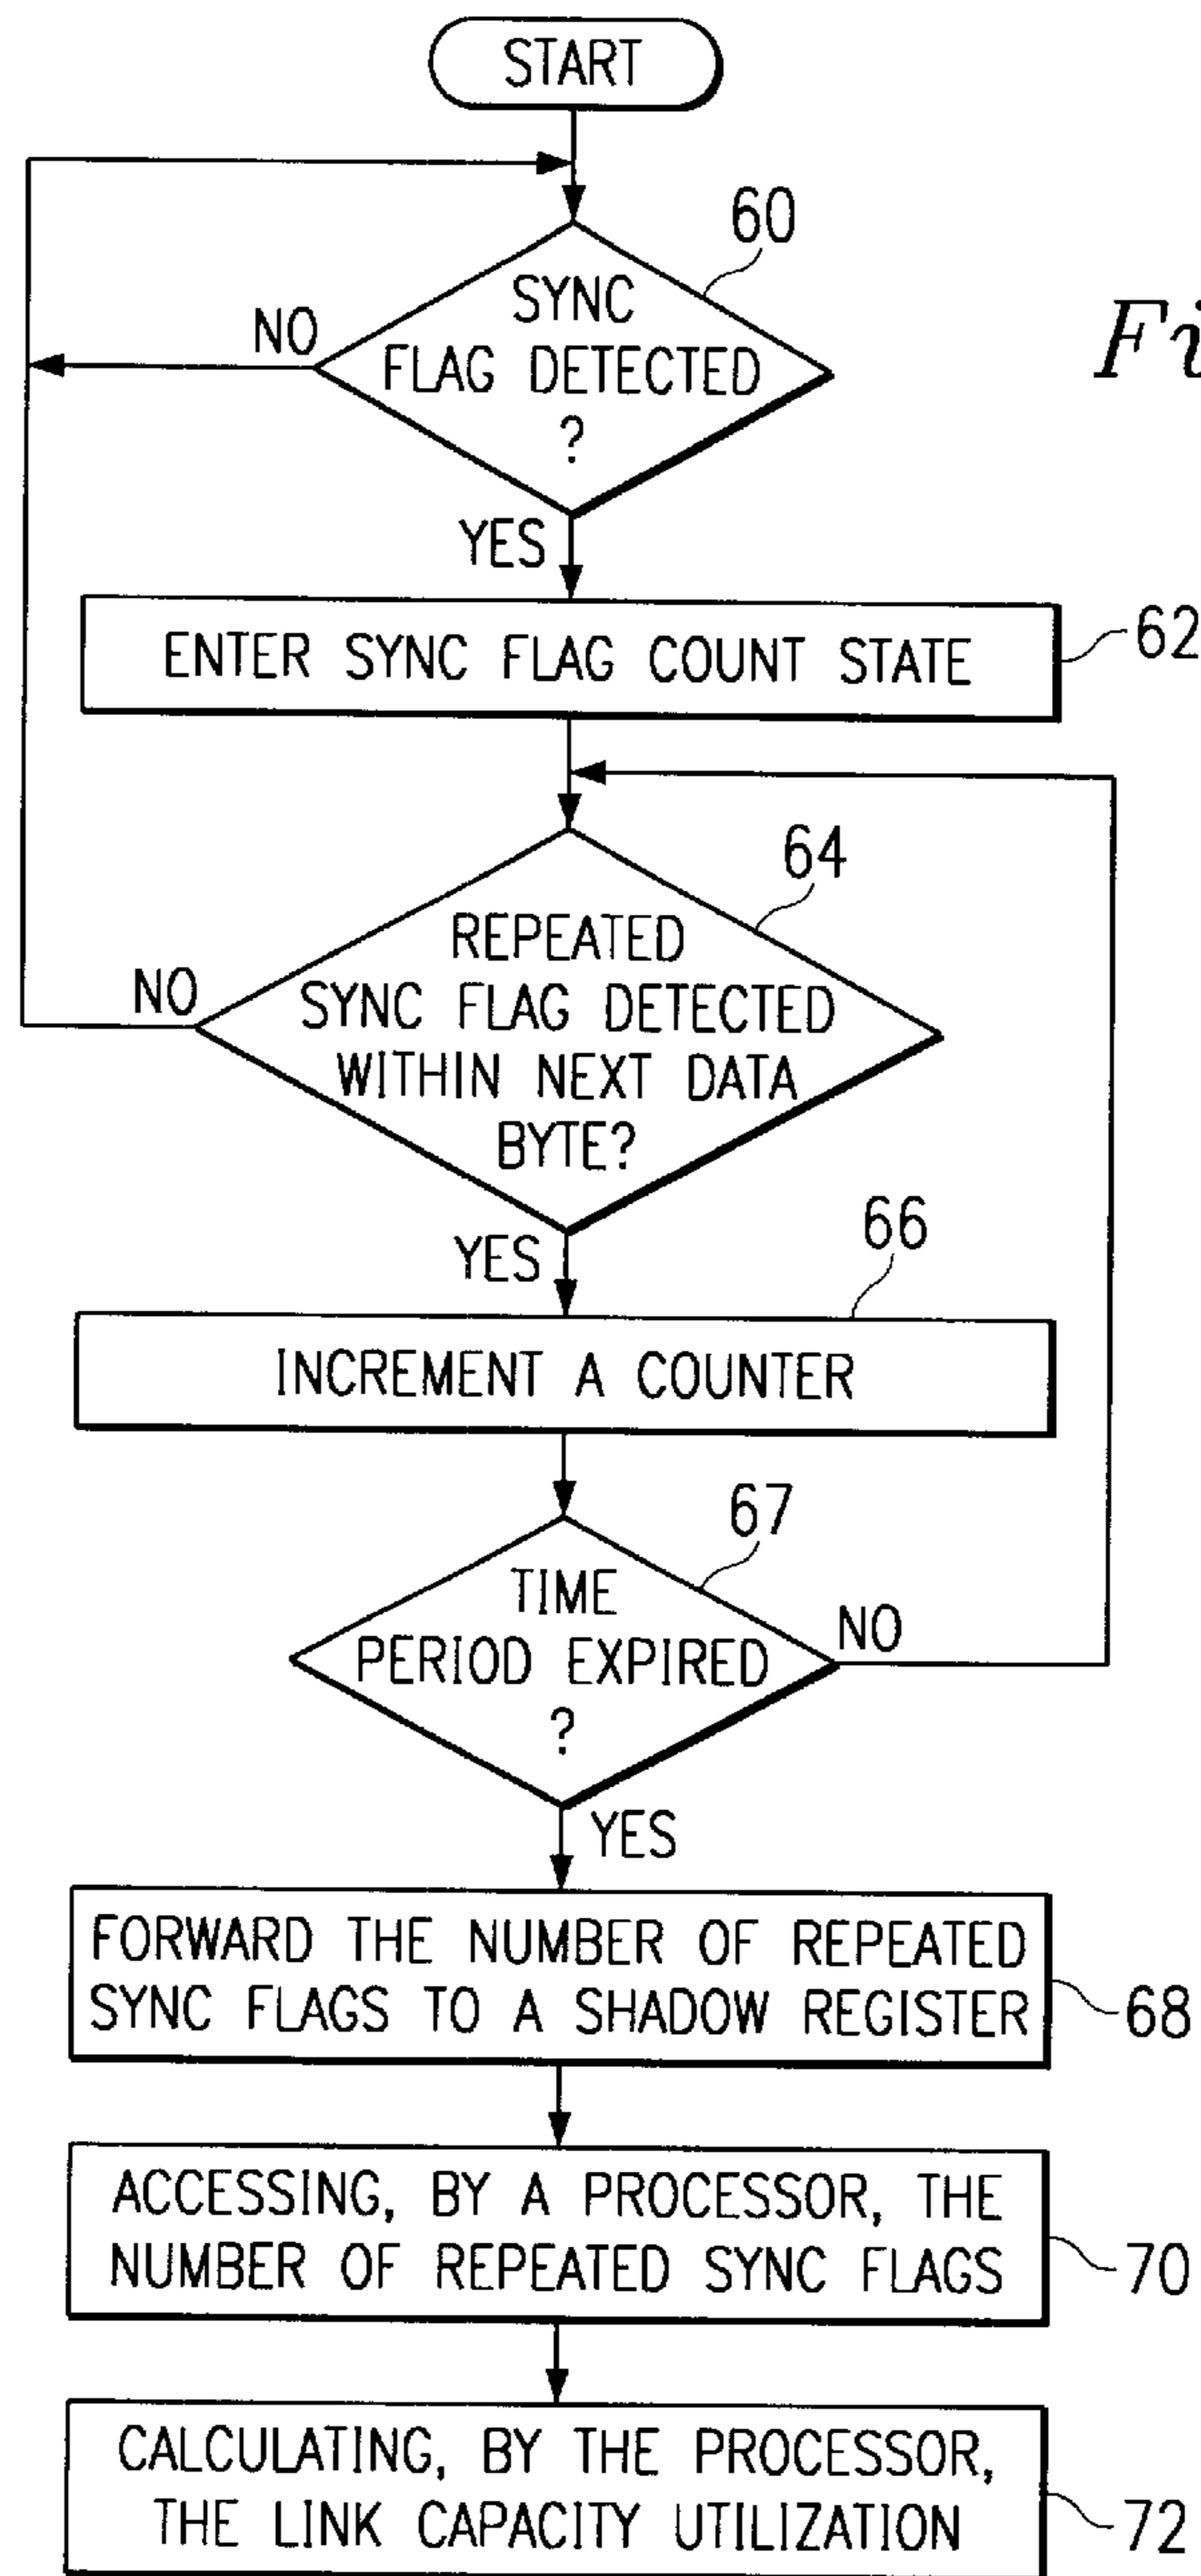 START
60
Fi
SYNC
FLAG DETECTED
?
NO
YES
ENTER SYNC FLAG COUNT STATE
62
64
REPEATED
SYNC FLAG DETECTED
WITHIN NEXT DATA
BYTE?
NO
YES
66
INCREMENT A COUNTER
67
TIME
PERIOD EXPIRED
?
NO
YES
FORWARD THE NUMBER OF REPEATED
SYNC FLAGS TO A SHADOW REGISTER
68
ACCESSING, BY A PROCESSOR, THE
NUMBER OF REPEATED SYNC FLAGS
70
CALCULATING, BY THE PROCESSOR,
THE LINK CAPACITY UTILIZATION
72